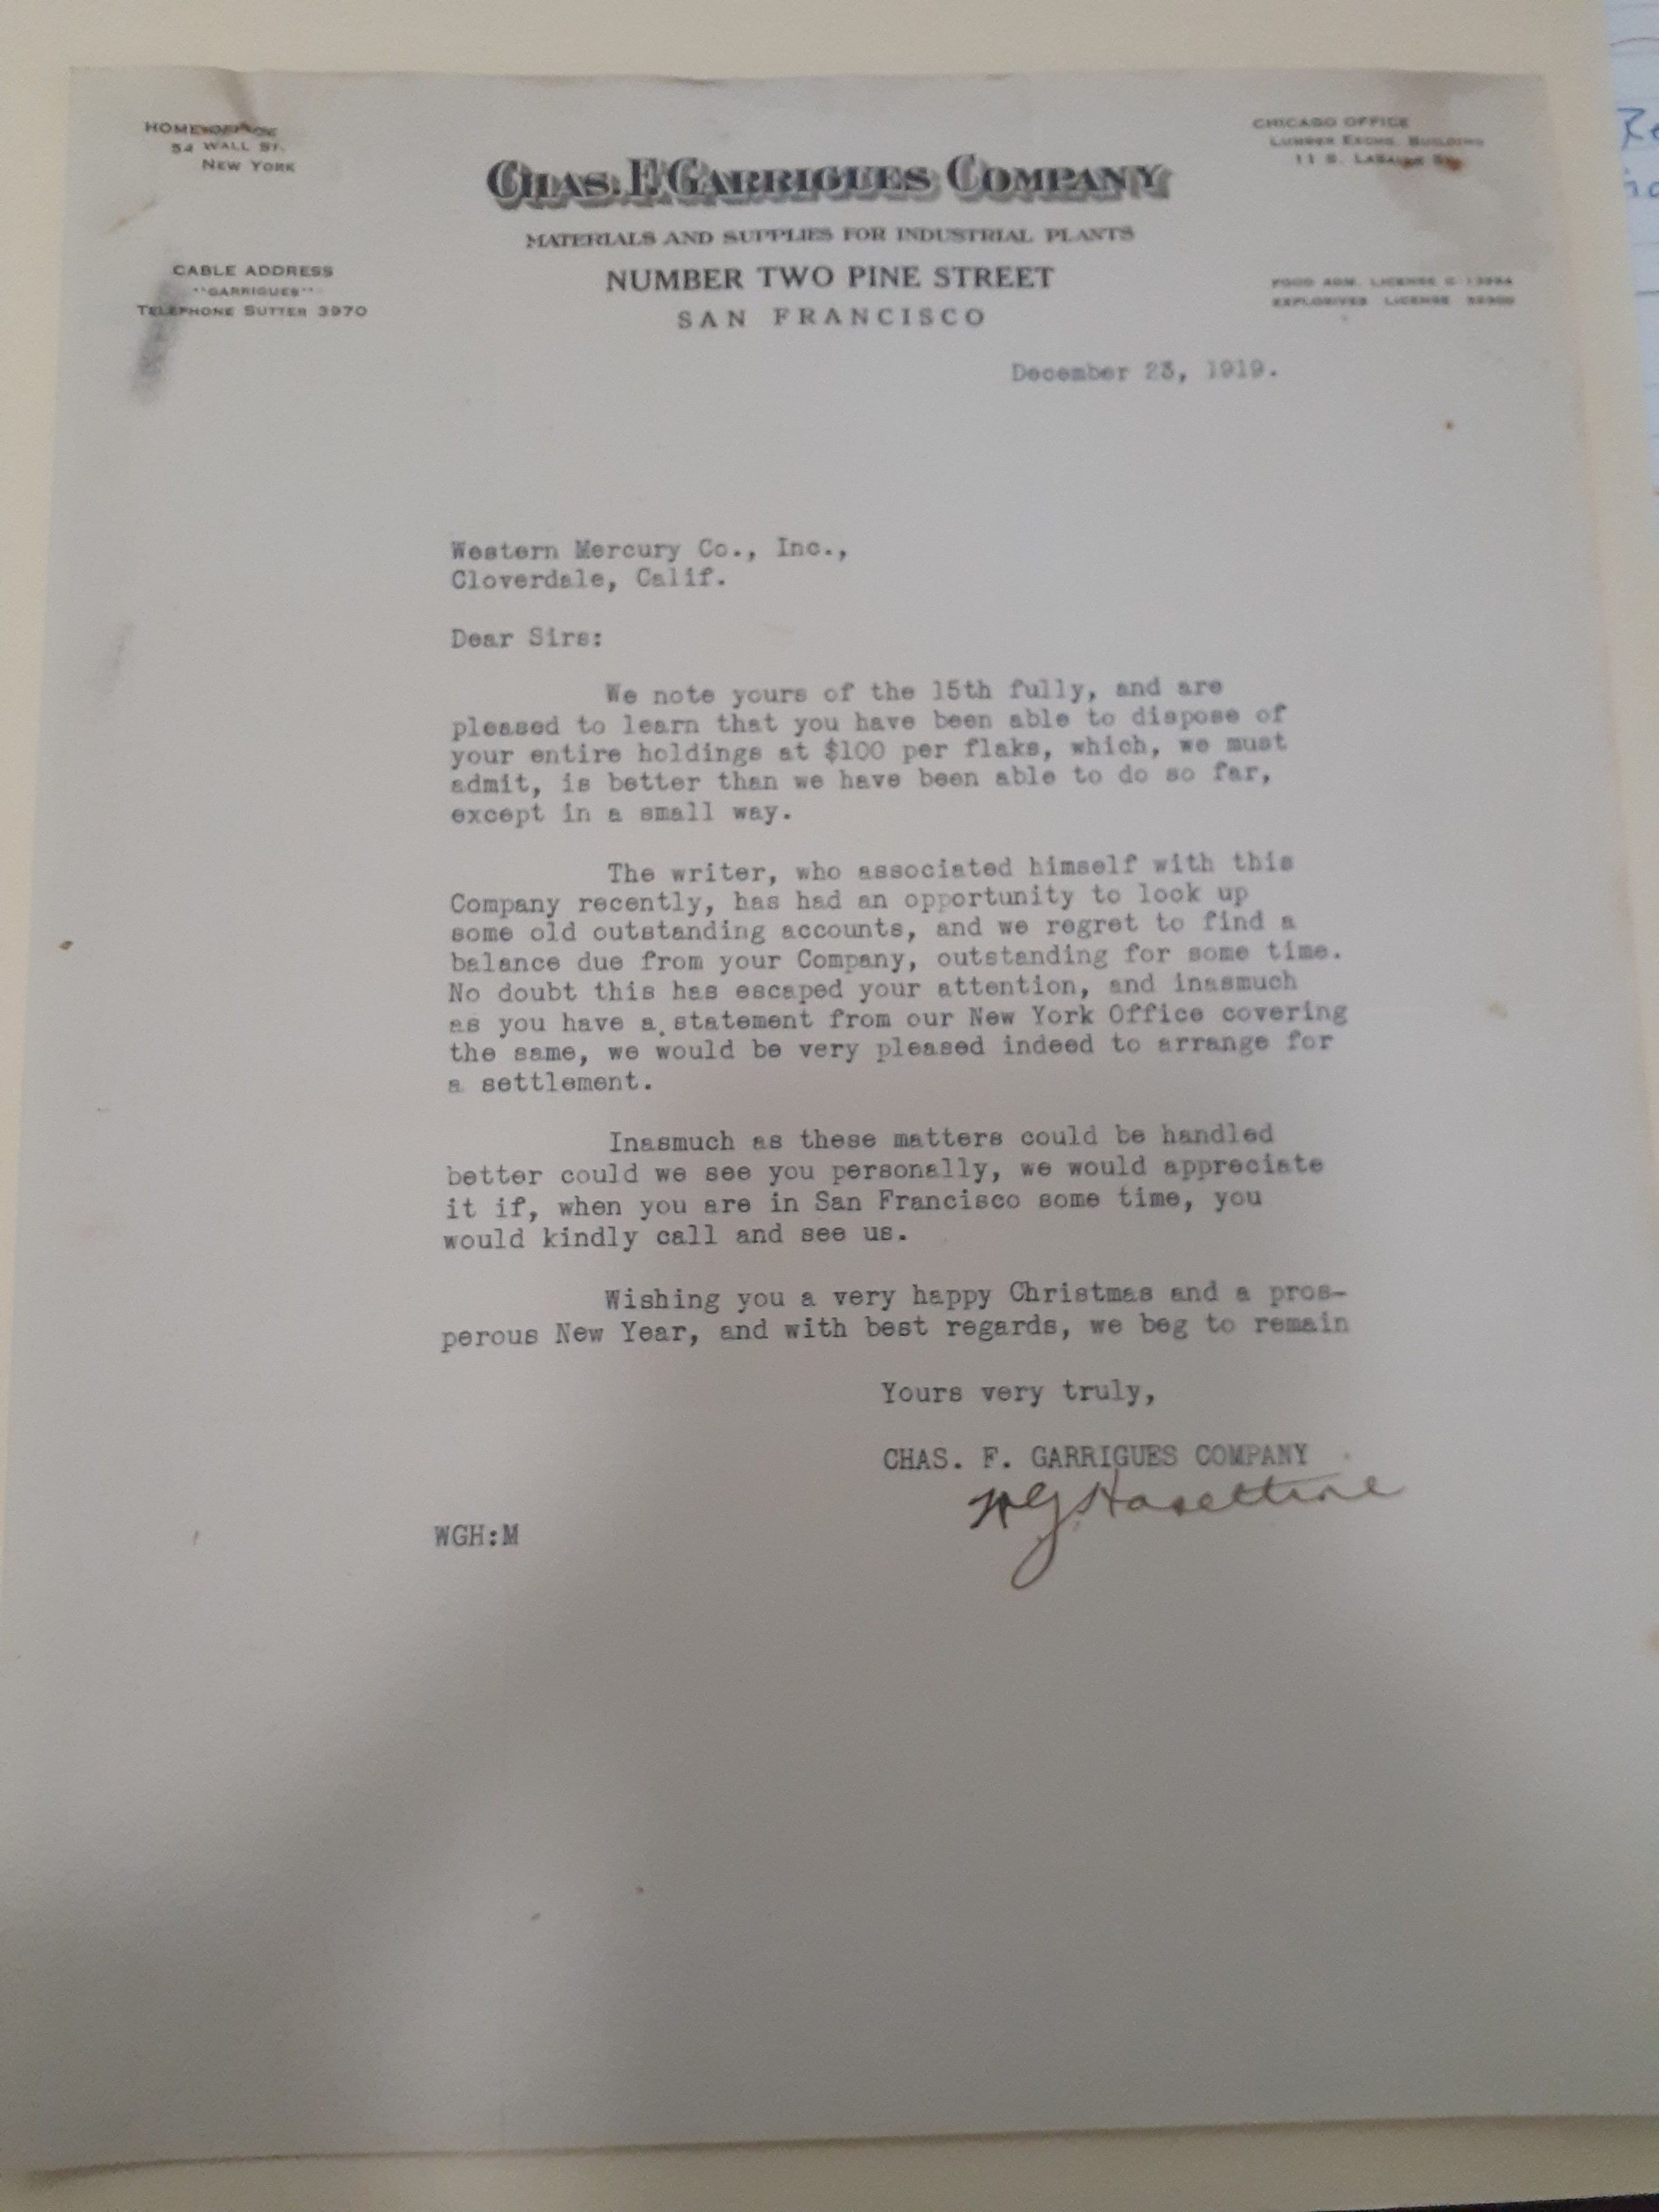 HOME OFFICE
54 WALL ST.
NEW YORK
CHICAGO OFFICE
LUMBER EXCHG. BUILDING
11 S. LASALLE ST.
CHAS. F. GARRIGUES COMPANY
MATERIALS AND SUPPLIES FOR INDUSTRIAL PLANTS
NUMBER TWO PINE STREET
SAN FRANCISCO
CABLE ADDRESS
"GARRIGUES"
TELEPHONE SUTTER 3970
FOOD ADM. LICENSE G
EXPLOSIVES LICENSE
December 23, 1919.
Western Mercury Co., Inc.,
Cloverdale, Calif.
Dear Sirs:
We note yours of the 15th fully, and are
pleased to learn that you have been able to dispose of
your entire holdings at $100 per flaks, which, we must
admit, is better than we have been able to do so far,
except in a small way.
The writer, who associated himself with this
Company recently, has had an opportunity to look up
some old outstanding accounts, and we regret to find a
balance due from your Company, outstanding for some time.
No doubt this has escaped your attention, and inasmuch
as you have a statement from our New York Office covering
the same, we would be very pleased indeed to arrange for
a settlement.
Inasmuch as these matters could be handled
better could we see you personally, we would appreciate
it if, when you are in San Francisco some time, you
would kindly call and see us.
Wishing you a very happy Christmas and a pros-
perous New Year, and with best regards, we beg to remain
Yours very truly,
CHAS. F. GARRIGUES COMPANY
WG Haseltine
WGH:M